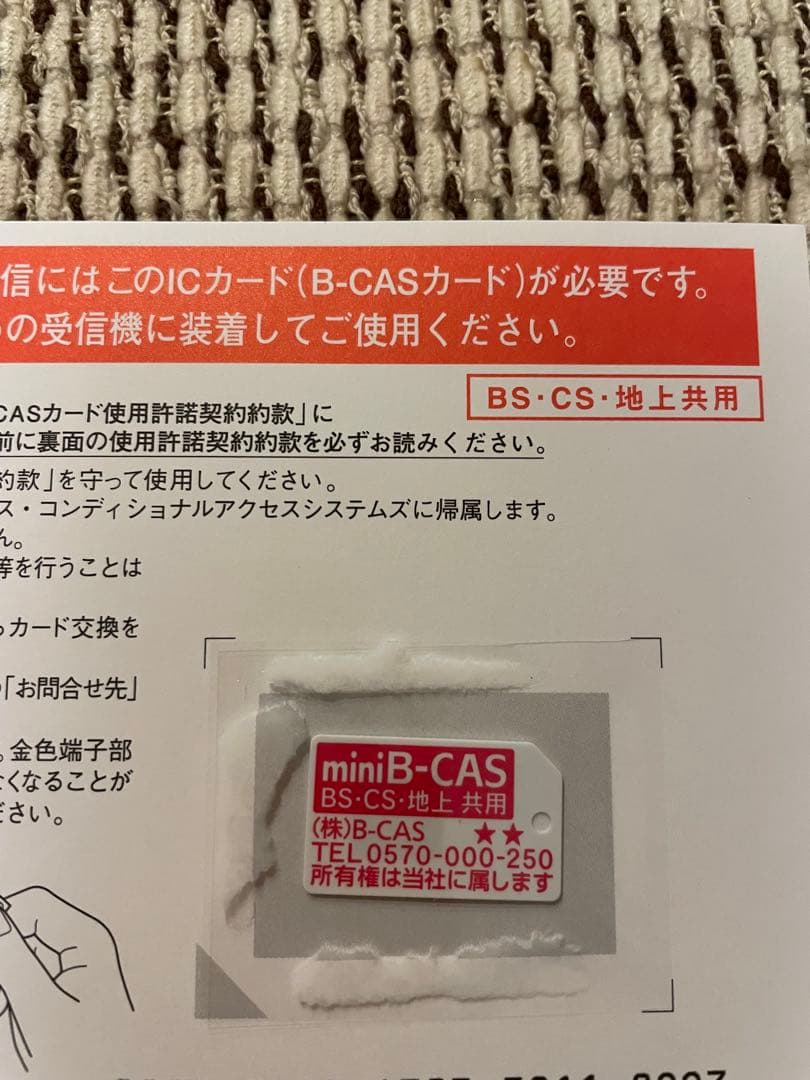 信にはこのICカード(B-CASカード)が必要です。
の受信機に装着してご使用ください。
BS・CS・地上共用
CASカード使用許諾契約約款」に
前に裏面の使用許諾契約約款を必ずお読みください。
約款」を守って使用してください。
ス・コンディショナルアクセスシステムズに帰属します。
ん。
等を行うことは
カード交換を
「お問合せ先」
。金色端子部
なくなることが
ださい。
miniB-CAS
BS・CS・地上 共用
(株)B-CAS ★★
TEL0570-000-250
所有権は当社に属します